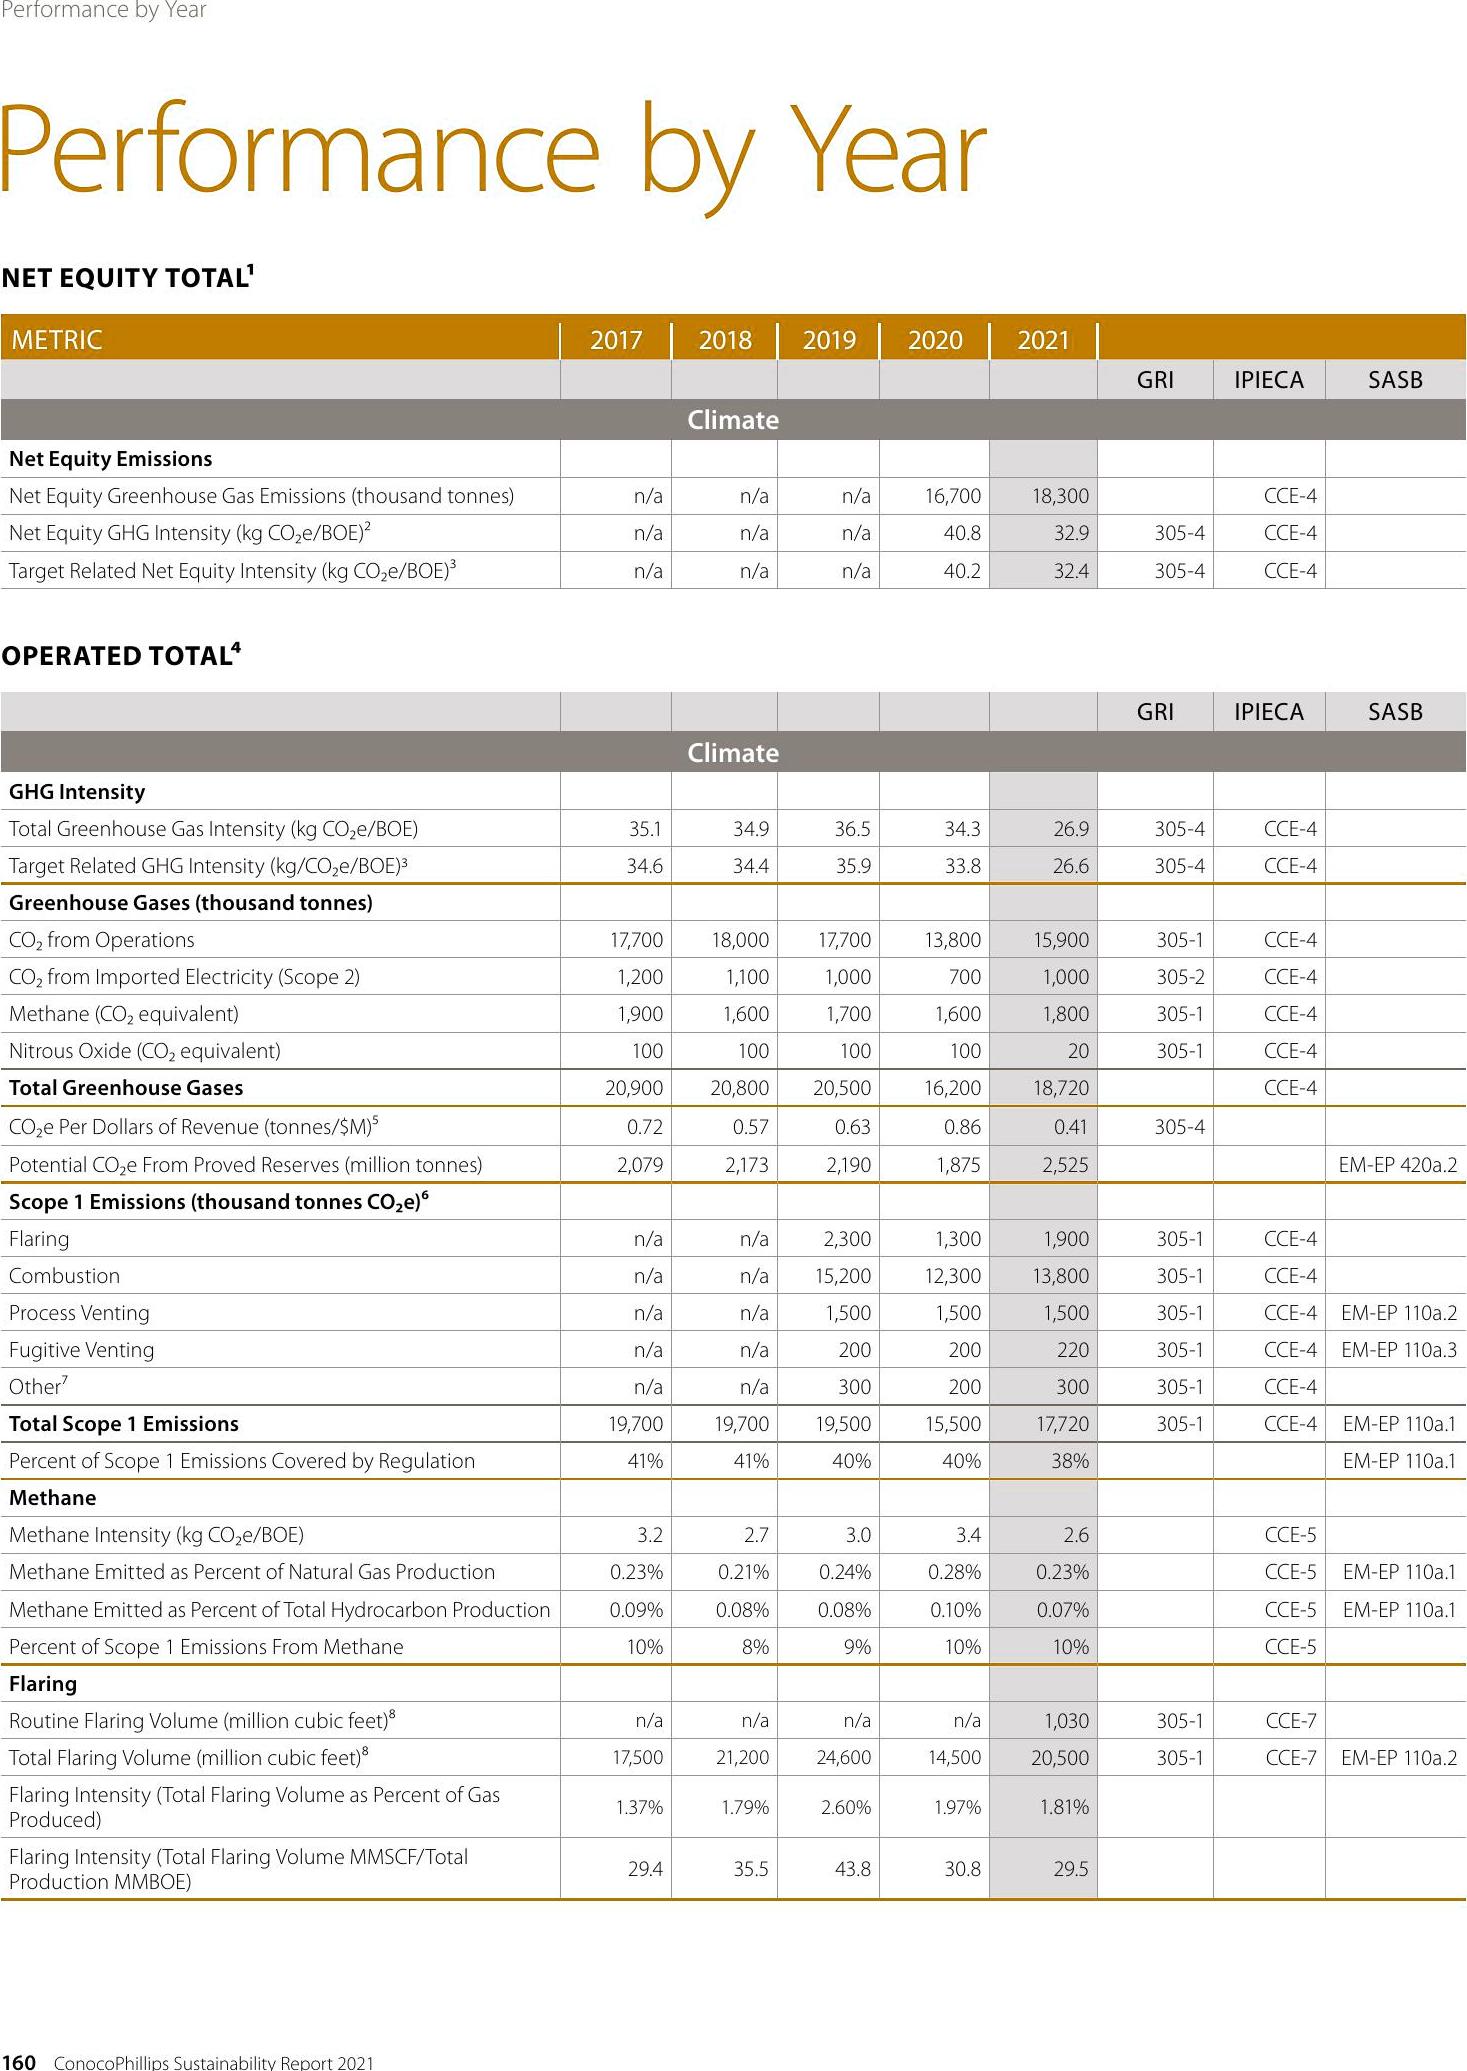 Performance by Year
Performance by Year
NET EQUITY TOTAL¹
METRIC 2017 2018 2019 2020 2021
GRI IPIECA SASB
Climate
Net Equity Emissions
Net Equity Greenhouse Gas Emissions (thousand tonnes) n/a n/a n/a 16,700 18,300 CCE-4
Net Equity GHG Intensity (kg CO₂e/BOE)² n/a n/a n/a 40.8 32.9 305-4 CCE-4
Target Related Net Equity Intensity (kg CO₂e/BOE)³ n/a n/a n/a 40.2 32.4 305-4 CCE-4
OPERATED TOTAL⁴
GRI IPIECA SASB
Climate
GHG Intensity
Total Greenhouse Gas Intensity (kg CO₂e/BOE) 35.1 34.9 36.5 34.3 26.9 305-4 CCE-4
Target Related GHG Intensity (kg/CO₂e/BOE)³ 34.6 34.4 35.9 33.8 26.6 305-4 CCE-4
Greenhouse Gases (thousand tonnes)
CO₂ from Operations 17,700 18,000 17,700 13,800 15,900 305-1 CCE-4
CO₂ from Imported Electricity (Scope 2) 1,200 1,100 1,000 700 1,000 305-2 CCE-4
Methane (CO₂ equivalent) 1,900 1,600 1,700 1,600 1,800 305-1 CCE-4
Nitrous Oxide (CO₂ equivalent) 100 100 100 100 20 305-1 CCE-4
Total Greenhouse Gases 20,900 20,800 20,500 16,200 18,720 CCE-4
CO₂e Per Dollars of Revenue (tonnes/$M)⁵ 0.72 0.57 0.63 0.86 0.41 305-4
Potential CO₂e From Proved Reserves (million tonnes) 2,079 2,173 2,190 1,875 2,525 EM-EP 420a.2
Scope 1 Emissions (thousand tonnes CO₂e)⁶
Flaring n/a n/a 2,300 1,300 1,900 305-1 CCE-4
Combustion n/a n/a 15,200 12,300 13,800 305-1 CCE-4
Process Venting n/a n/a 1,500 1,500 1,500 305-1 CCE-4 EM-EP 110a.2
Fugitive Venting n/a n/a 200 200 220 305-1 CCE-4 EM-EP 110a.3
Other⁷ n/a n/a 300 200 300 305-1 CCE-4
Total Scope 1 Emissions 19,700 19,700 19,500 15,500 17,720 305-1 CCE-4 EM-EP 110a.1
Percent of Scope 1 Emissions Covered by Regulation 41% 41% 40% 40% 38% EM-EP 110a.1
Methane
Methane Intensity (kg CO₂e/BOE) 3.2 2.7 3.0 3.4 2.6 CCE-5
Methane Emitted as Percent of Natural Gas Production 0.23% 0.21% 0.24% 0.28% 0.23% CCE-5 EM-EP 110a.1
Methane Emitted as Percent of Total Hydrocarbon Production 0.09% 0.08% 0.08% 0.10% 0.07% CCE-5 EM-EP 110a.1
Percent of Scope 1 Emissions From Methane 10% 8% 9% 10% 10% CCE-5
Flaring
Routine Flaring Volume (million cubic feet)⁸ n/a n/a n/a n/a 1,030 305-1 CCE-7
Total Flaring Volume (million cubic feet)⁸ 17,500 21,200 24,600 14,500 20,500 305-1 CCE-7 EM-EP 110a.2
Flaring Intensity (Total Flaring Volume as Percent of Gas
Produced) 1.37% 1.79% 2.60% 1.97% 1.81%
Flaring Intensity (Total Flaring Volume MMSCF/Total
Production MMBOE) 29.4 35.5 43.8 30.8 29.5
160 ConocoPhillips Sustainability Report 2021